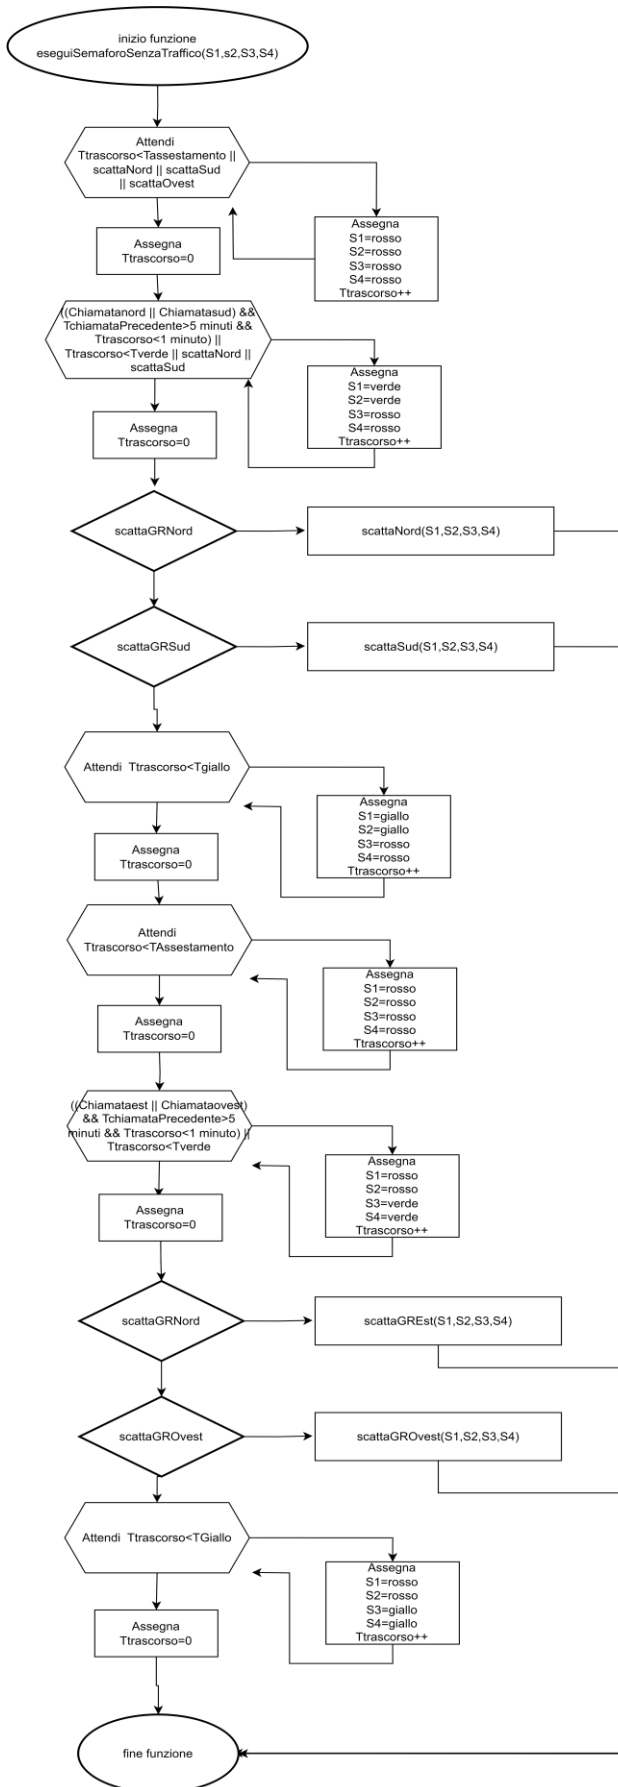 inizio funzione
eseguiSemaforoSenzaTraffico(S1,s2,S3,S4)
Attendi
Ttrascorso<Tassestamento ||
scattaNord || scattaSud
|| scattaOvest
Assegna
S1=rosso
S2=rosso
S3=rosso
S4=rosso
Ttrascorso++
Assegna
Ttrascorso=0
((Chiamatanord || Chiamatasud) &&
TchiamataPrecedente>5 minuti &&
Ttrascorso<1 minuto) ||
Ttrascorso<Tverde || scattaNord ||
scattaSud
Assegna
S1=verde
S2=verde
S3=rosso
S4=rosso
Ttrascorso++
Assegna
Ttrascorso=0
scattaGRNord
scattaNord(S1,S2,S3,S4)
scattaGRSud
scattaSud(S1,S2,S3,S4)
Attendi Ttrascorso<Tgiallo
Assegna
S1=giallo
S2=giallo
S3=rosso
S4=rosso
Ttrascorso++
Assegna
Ttrascorso=0
Attendi
Ttrascorso<TAssestamento
Assegna
S1=rosso
S2=rosso
S3=rosso
S4=rosso
Ttrascorso++
Assegna
Ttrascorso=0
((Chiamataest || Chiamataovest)
&& TchiamataPrecedente>5
minuti && Ttrascorso<1 minuto) ||
Ttrascorso<Tverde
Assegna
S1=rosso
S2=rosso
S3=verde
S4=verde
Ttrascorso++
Assegna
Ttrascorso=0
scattaGRNord
scattaGREst(S1,S2,S3,S4)
scattaGROvest
scattaGROvest(S1,S2,S3,S4)
Attendi Ttrascorso<TGiallo
Assegna
S1=rosso
S2=rosso
S3=giallo
S4=giallo
Ttrascorso++
Assegna
Ttrascorso=0
fine funzione